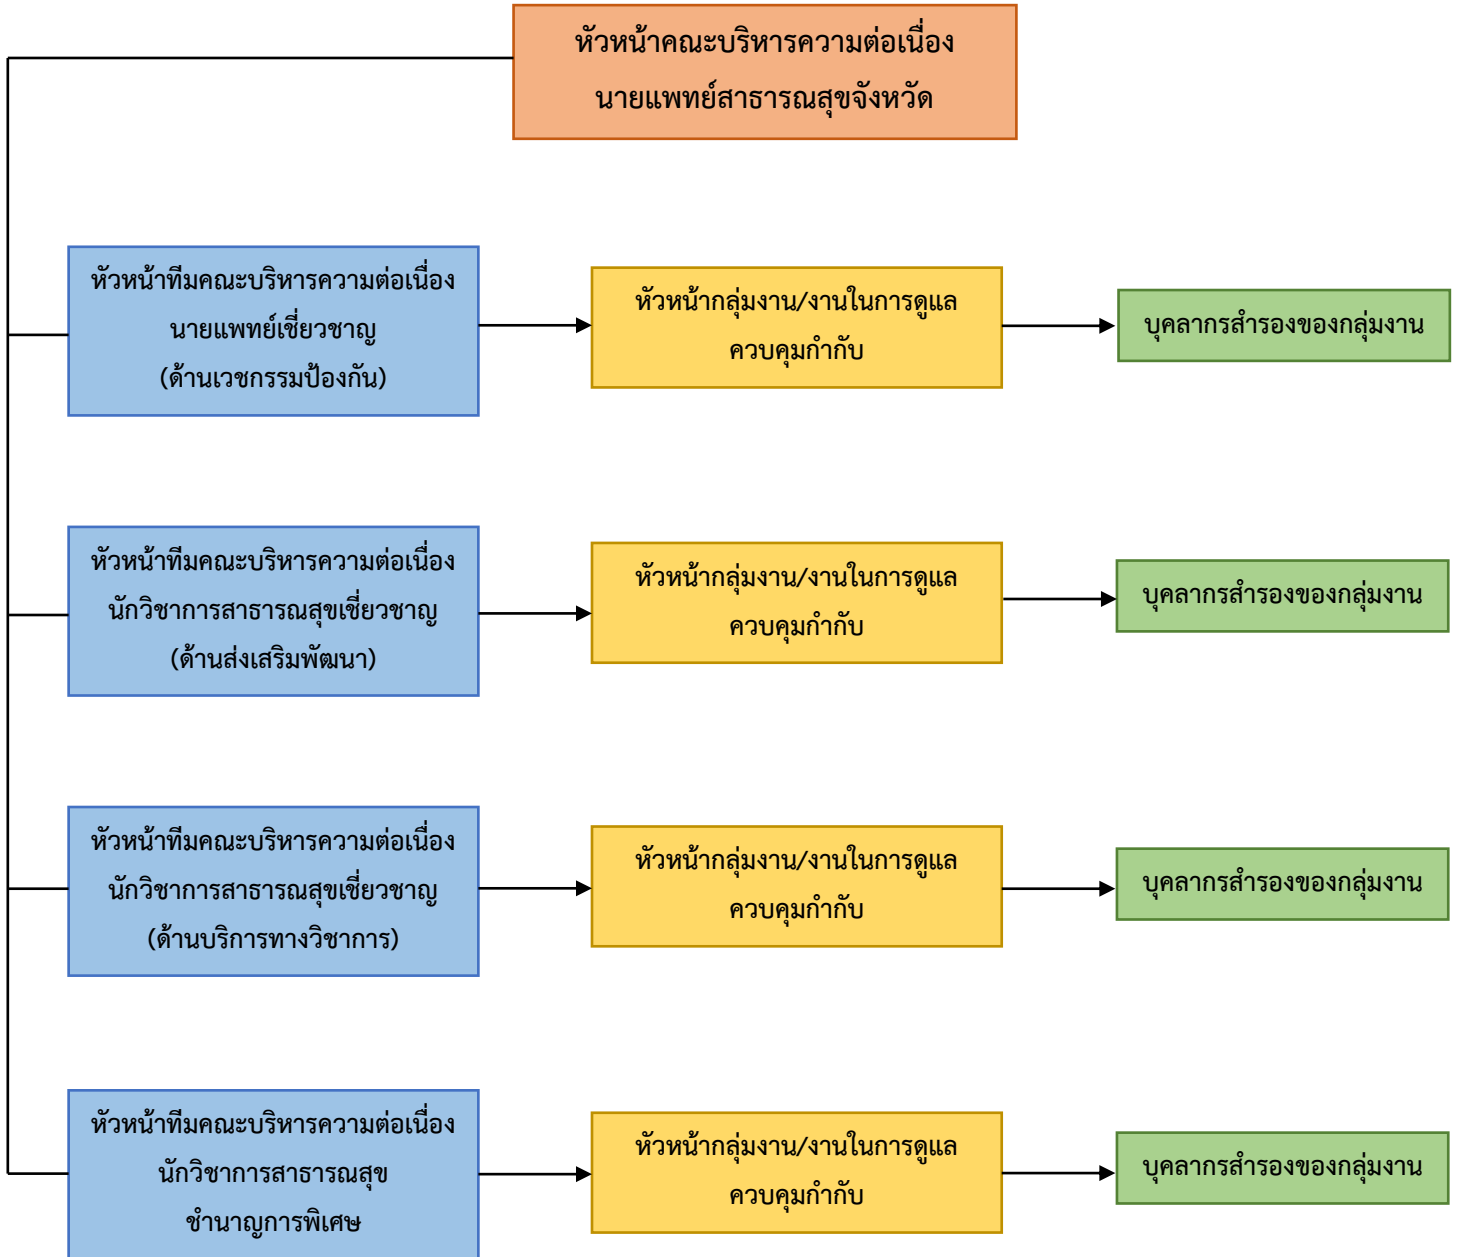 หัวหน้าคณะบริหารความต่อเนื่อง
นายแพทย์สาธารณสุขจังหวัด
หัวหน้าทีมคณะบริหารความต่อเนื่อง
นายแพทย์เชี่ยวชาญ
(ด้านเวชกรรมป้องกัน)
หัวหน้ากลุ่มงาน/งานในการดูแล
ควบคุมกำกับ
บุคลากรสำรองของกลุ่มงาน
หัวหน้าทีมคณะบริหารความต่อเนื่อง
นักวิชาการสาธารณสุขเชี่ยวชาญ
(ด้านส่งเสริมพัฒนา)
หัวหน้ากลุ่มงาน/งานในการดูแล
ควบคุมกำกับ
บุคลากรสำรองของกลุ่มงาน
หัวหน้าทีมคณะบริหารความต่อเนื่อง
นักวิชาการสาธารณสุขเชี่ยวชาญ
(ด้านบริการทางวิชาการ)
หัวหน้ากลุ่มงาน/งานในการดูแล
ควบคุมกำกับ
บุคลากรสำรองของกลุ่มงาน
หัวหน้าทีมคณะบริหารความต่อเนื่อง
นักวิชาการสาธารณสุข
ชำนาญการพิเศษ
หัวหน้ากลุ่มงาน/งานในการดูแล
ควบคุมกำกับ
บุคลากรสำรองของกลุ่มงาน